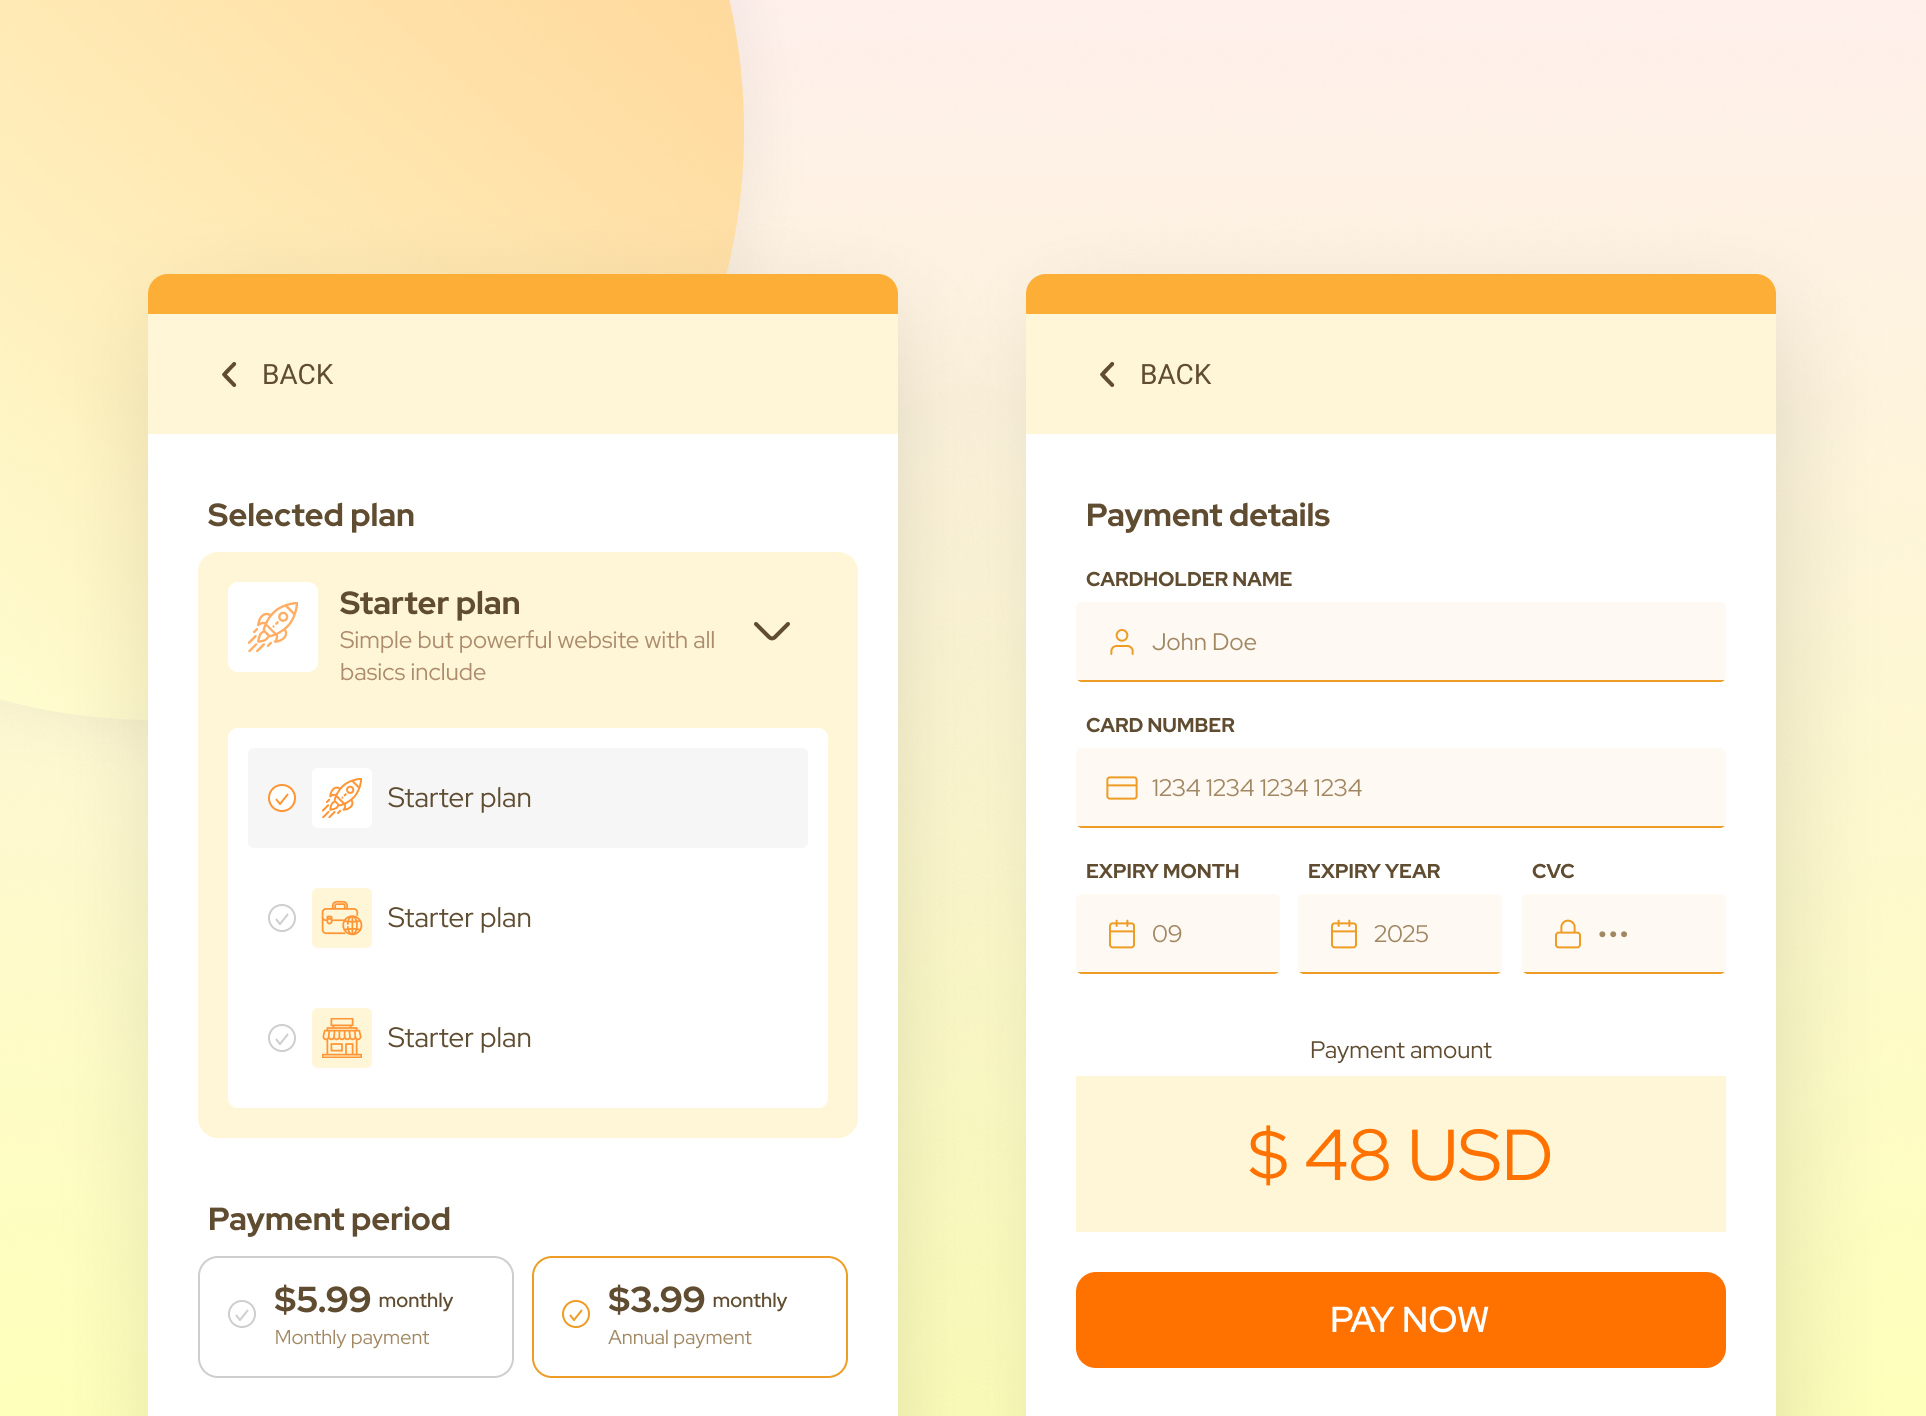 BACK
Selected plan
Starter plan
Simple but powerful website with all
basics include
Starter plan
Starter plan
Starter plan
Payment period
$5.99 monthly
Monthly payment
$3.99 monthly
Annual payment
BACK
Payment details
CARDHOLDER NAME
John Doe
CARD NUMBER
1234 1234 1234 1234
EXPIRY MONTH
09
EXPIRY YEAR
2025
CVC
•••
Payment amount
$ 48 USD
PAY NOW